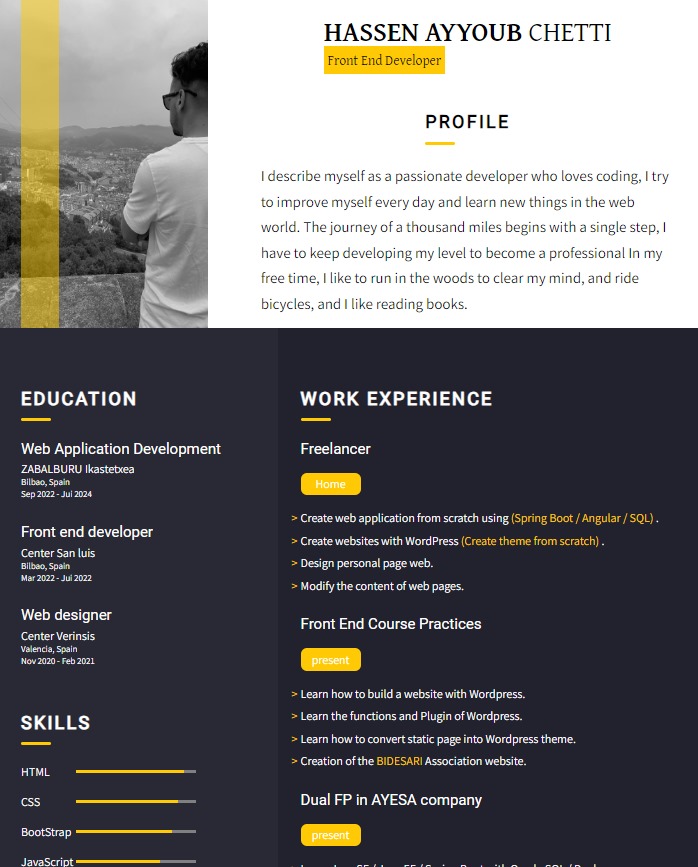 HASSEN AYYOUB CHETTI
Front End Developer
PROFILE
I describe myself as a passionate developer who loves coding, I try
to improve myself every day and learn new things in the web
world. The journey of a thousand miles begins with a single step, I
have to keep developing my level to become a professional In my
free time, I like to run in the woods to clear my mind, and ride
bicycles, and I like reading books.
EDUCATION
Web Application Development
ZABALBURU Ikastetxea
Bilbao, Spain
Sep 2022 - Jui 2024
Front end developer
Center San luis
Bilbao, Spain
Mar 2022 - Jui 2022
Web designer
Center Verinsis
Valencia, Spain
Nov 2020 - Feb 2021
SKILLS
HTML
CSS
BootStrap
JavaScript
WORK EXPERIENCE
Freelancer
Home
> Create web application from scratch using (Spring Boot / Angular / SQL) .
> Create websites with WordPress (Create theme from scratch) .
> Design personal page web.
> Modify the content of web pages.
Front End Course Practices
present
> Learn how to build a website with Wordpress.
> Learn the functions and Plugin of Wordpress.
> Learn how to convert static page into Wordpress theme.
> Creation of the BIDESARI Association website.
Dual FP in AYESA company
present